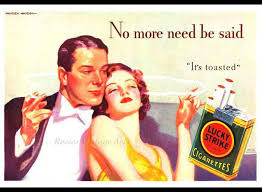 No more need be said
"It's toasted"
LUCKY
STRIKE
CIGARETTES